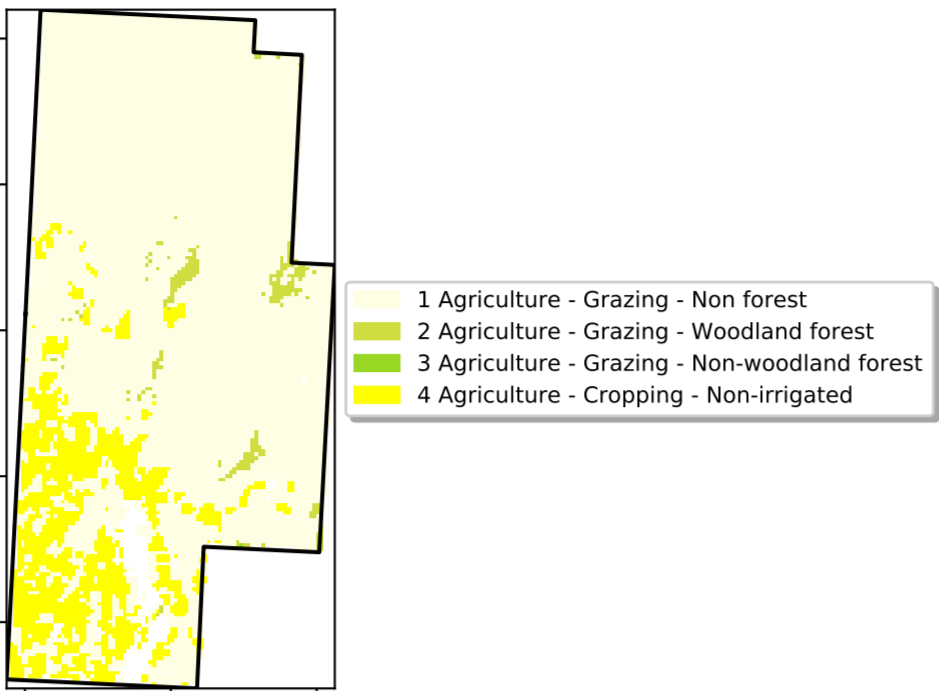 1 Agriculture - Grazing - Non forest
2 Agriculture - Grazing - Woodland forest
3 Agriculture - Grazing - Non-woodland forest
4 Agriculture - Cropping - Non-irrigated